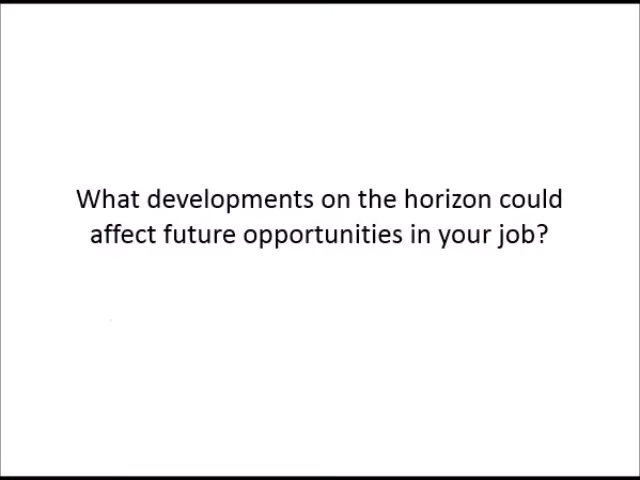 What developments on the horizon could
affect future opportunities in your job?